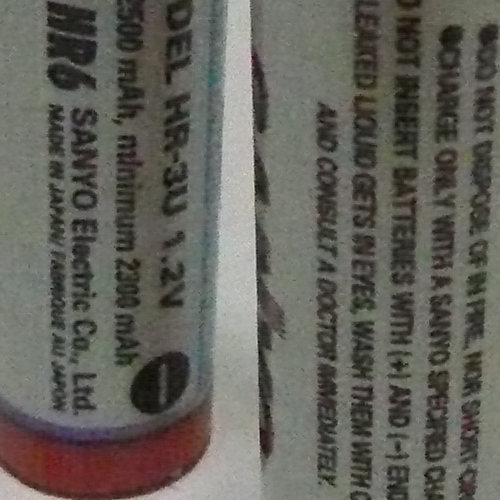 DEL HR-3U 1.2V
2500 mAh, minimum 2300 mAh
HR6 SANYO Electric Co., Ltd.
MADE IN JAPAN / FABRIQUE AU JAPON
●DO NOT DISPOSE OF IN FIRE, NOR SHORT-CIR
●CHARGE ONLY WITH A SANYO SPECIFIED CH
O NOT INSERT BATTERIES WITH (+) AND (-) EN
LEAKED LIQUID GETS IN EYES, WASH THEM WITH C
AND CONSULT A DOCTOR IMMEDIATELY.